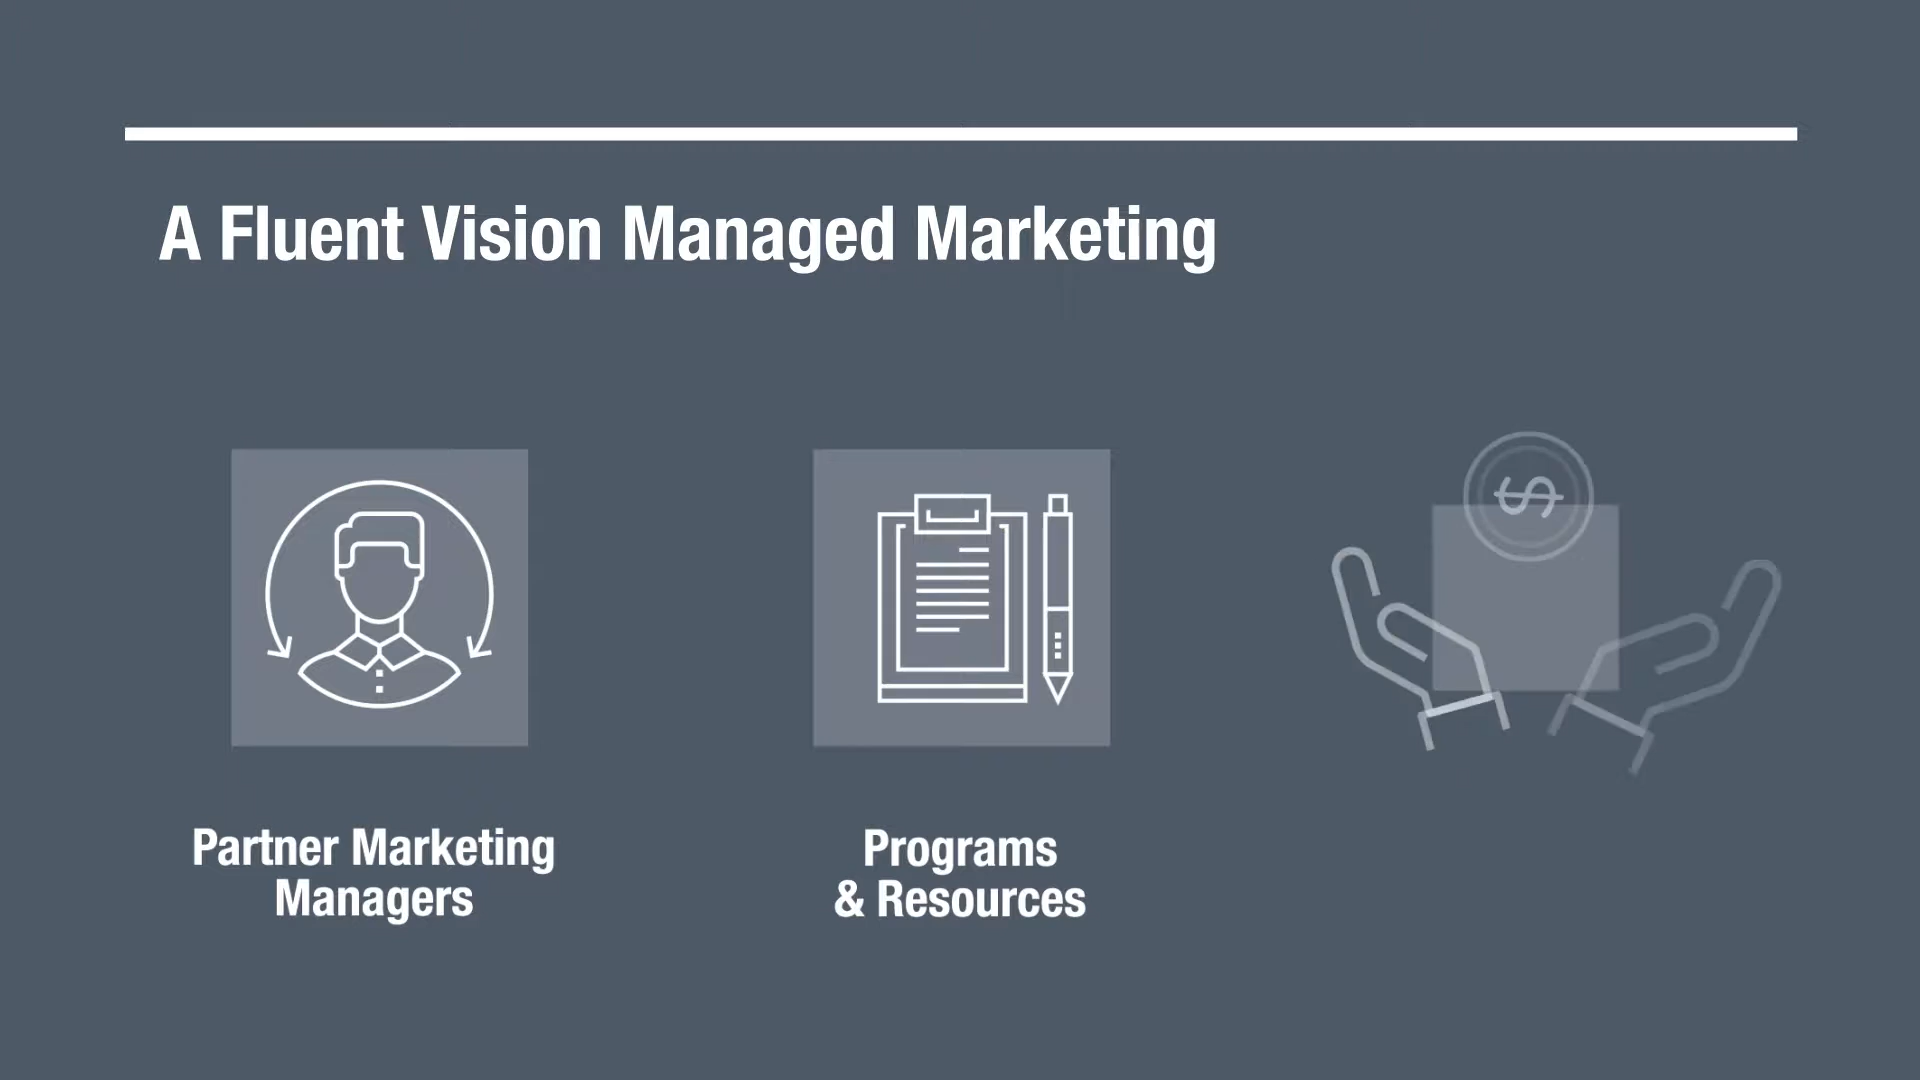 A Fluent Vision Managed Marketing
$
Partner Marketing
Managers
Programs
& Resources